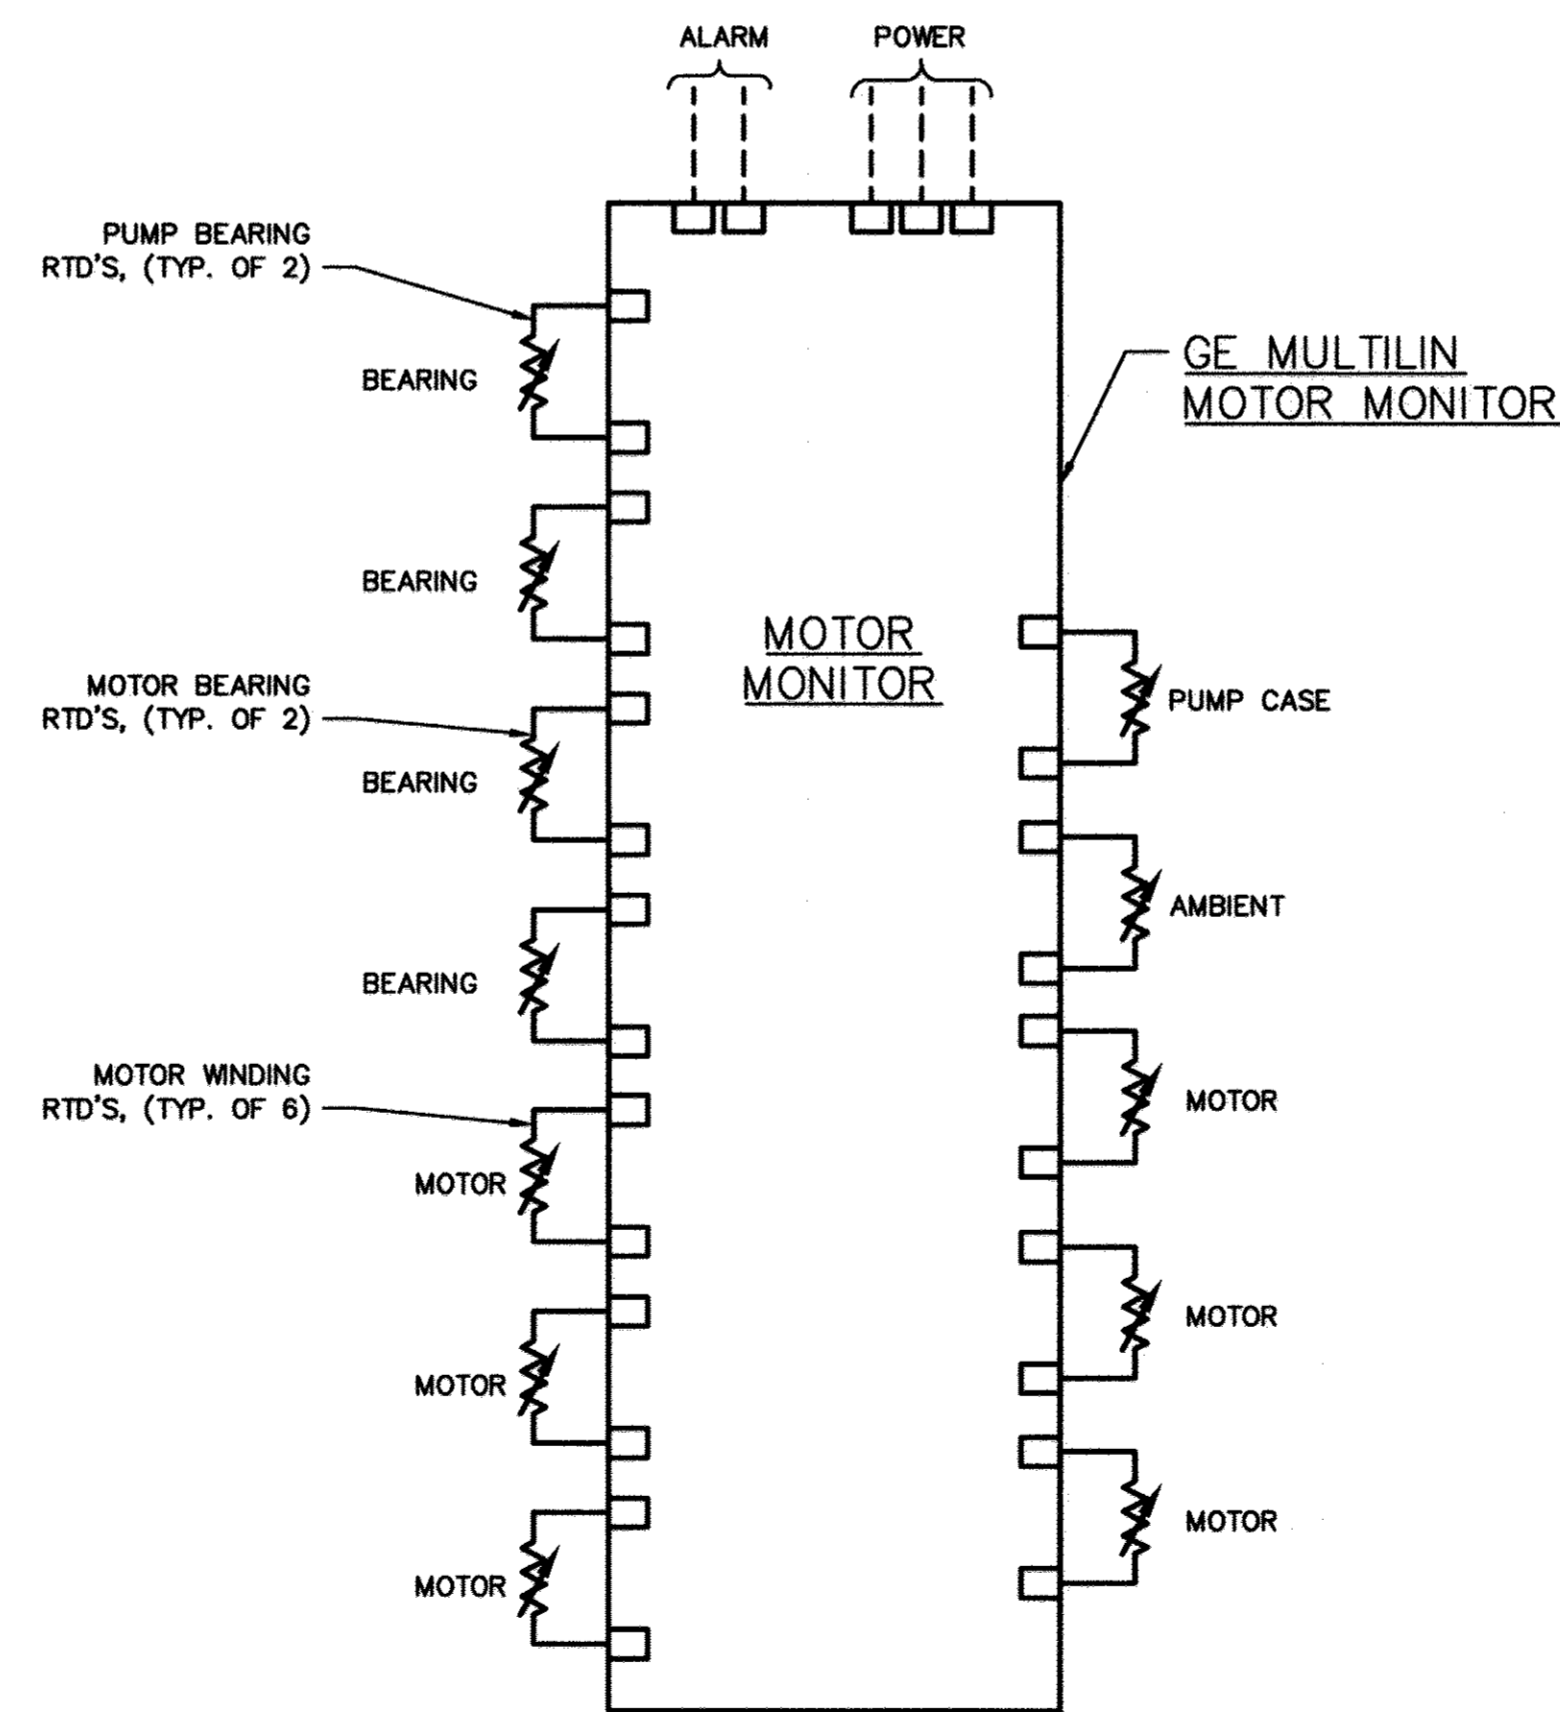 ALARM
POWER
PUMP BEARING
RTD'S, (TYP. OF 2)
BEARING
GE MULTILIN
MOTOR MONITOR
BEARING
MOTOR
MONITOR
MOTOR BEARING
RTD'S, (TYP. OF 2)
PUMP CASE
BEARING
AMBIENT
BEARING
MOTOR WINDING
RTD'S, (TYP. OF 6)
MOTOR
MOTOR
MOTOR
MOTOR
MOTOR
MOTOR